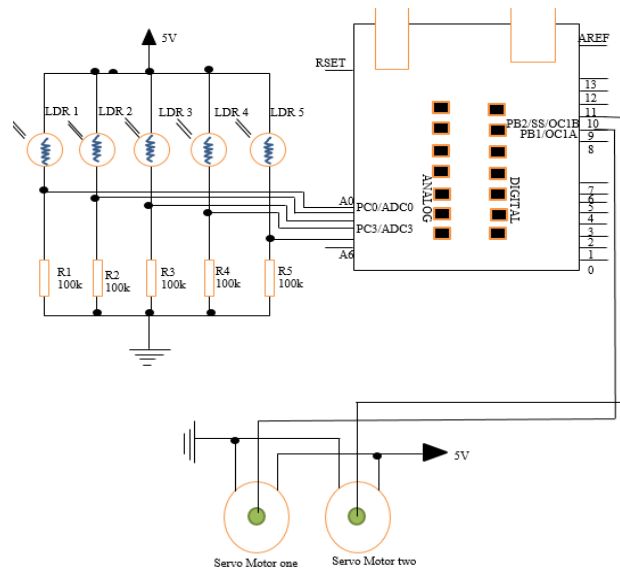 5V
AREF
RSET
LDR 1
LDR 2
LDR 3
LDR 4
LDR 5
13
12
11
PB2/SS/OC1B
10
PB1/OC1A
9
8
ANALOG
DIGITAL
7
6
5
4
3
2
1
0
A0
PC0/ADC0
PC3/ADC3
A6
R1
100k
R2
100k
R3
100k
R4
100k
R5
100k
5V
Servo Motor one
Servo Motor two